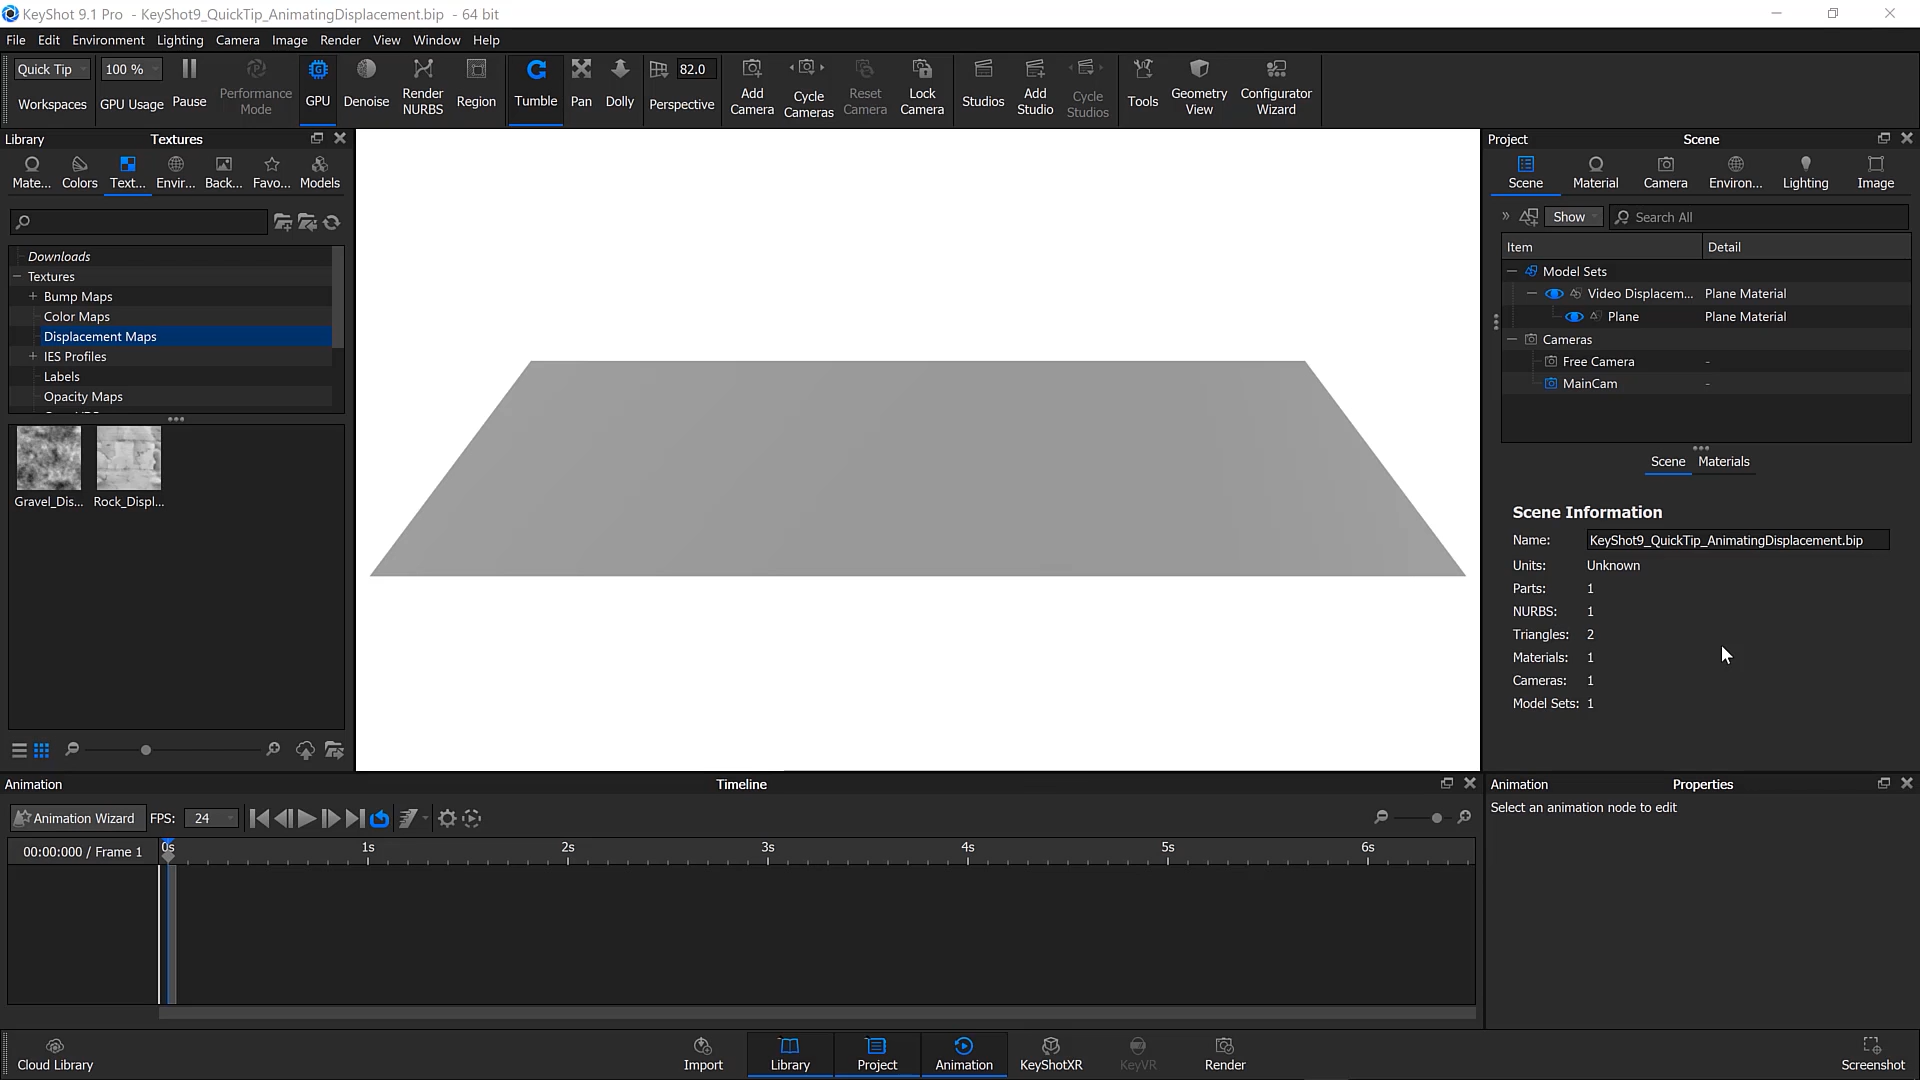 KeyShot 9.1 Pro - KeyShot9_QuickTip_AnimatingDisplacement.bip - 64 bit
File Edit Environment Lighting Camera Image Render View Window Help
Quick Tip 100 % 82.0
Workspaces GPU Usage Pause Performance Mode GPU Denoise Render NURBS Region Tumble Pan Dolly Perspective Add Camera Cycle Cameras Reset Camera Lock Camera Studios Add Studio Cycle Studios Tools Geometry View Configurator Wizard
Library Textures
Mate... Colors Text... Envir... Back... Favo... Models
Downloads
Textures
Bump Maps
Color Maps
Displacement Maps
IES Profiles
Labels
Opacity Maps
Gravel_Dis... Rock_Displ...
Project Scene
Scene Material Camera Environ... Lighting Image
Show Search All
Item Detail
Model Sets
Video Displacem... Plane Material
Plane Plane Material
Cameras
Free Camera -
MainCam -
Scene Materials
Scene Information
Name: KeyShot9_QuickTip_AnimatingDisplacement.bip
Units: Unknown
Parts: 1
NURBS: 1
Triangles: 2
Materials: 1
Cameras: 1
Model Sets: 1
Animation Timeline
Animation Wizard FPS: 24
00:00:000 / Frame 1 0s 1s 2s 3s 4s 5s 6s
Animation Properties
Select an animation node to edit
Cloud Library Import Library Project Animation KeyShotXR KeyVR Render Screenshot